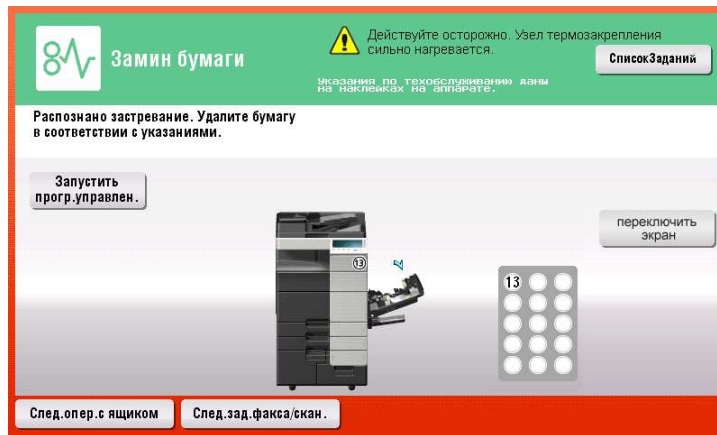 Замин бумаги
Действуйте осторожно. Узел термозакрепления
сильно нагревается.
СписокЗаданий
Указания по техобслуживанию даны
на наклейках на аппарате.
Распознано застревание. Удалите бумагу
в соответствии с указаниями.
Запустить
прогр.управлен.
переключить
экран
13
13
След.опер.с ящиком
След.зад.факса/скан.